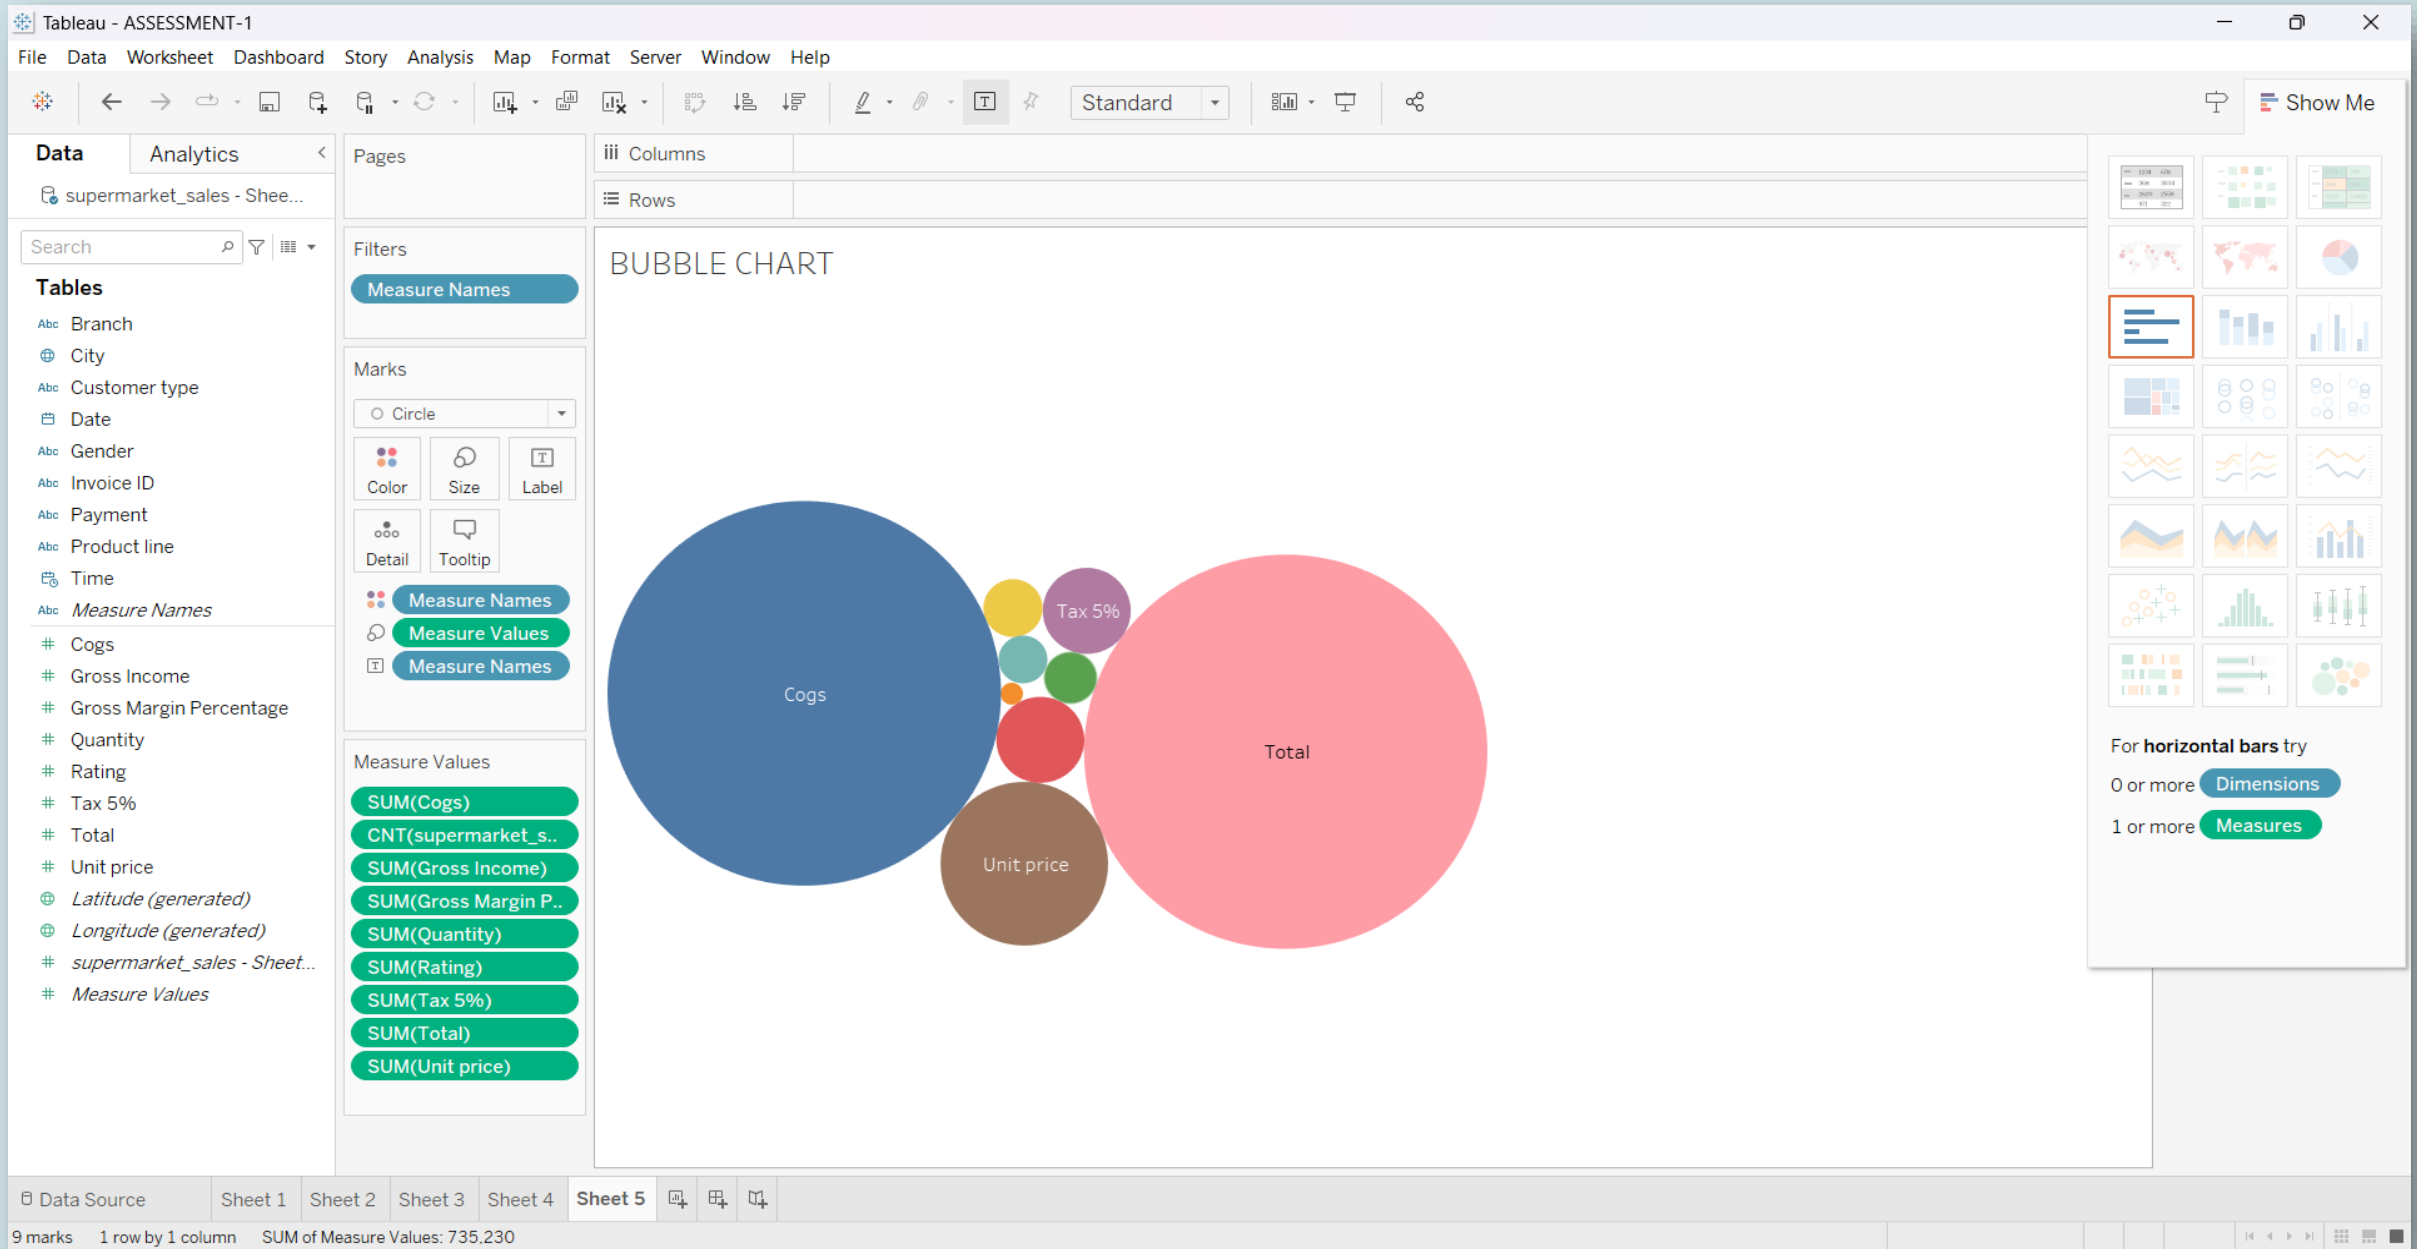 Tableau - ASSESSMENT-1
File Data Worksheet Dashboard Story Analysis Map Format Server Window Help
Standard
Show Me
Data
Analytics
supermarket_sales - Shee...
Search
Tables
Abc Branch
City
Abc Customer type
Date
Abc Gender
Abc Invoice ID
Abc Payment
Abc Product line
Time
Abc Measure Names
Cogs
Gross Income
Gross Margin Percentage
Quantity
Rating
Tax 5%
Total
Unit price
Latitude (generated)
Longitude (generated)
supermarket_sales - Sheet...
Measure Values
Pages
Filters
Measure Names
Marks
Circle
Color Size Label
Detail Tooltip
Measure Names
Measure Values
Measure Names
Measure Values
SUM(Cogs)
CNT(supermarket_s..
SUM(Gross Income)
SUM(Gross Margin P..
SUM(Quantity)
SUM(Rating)
SUM(Tax 5%)
SUM(Total)
SUM(Unit price)
Columns
Rows
BUBBLE CHART
Tax 5%
Cogs
Total
Unit price
For horizontal bars try
0 or more Dimensions
1 or more Measures
Data Source Sheet 1 Sheet 2 Sheet 3 Sheet 4 Sheet 5
9 marks 1 row by 1 column SUM of Measure Values: 735,230